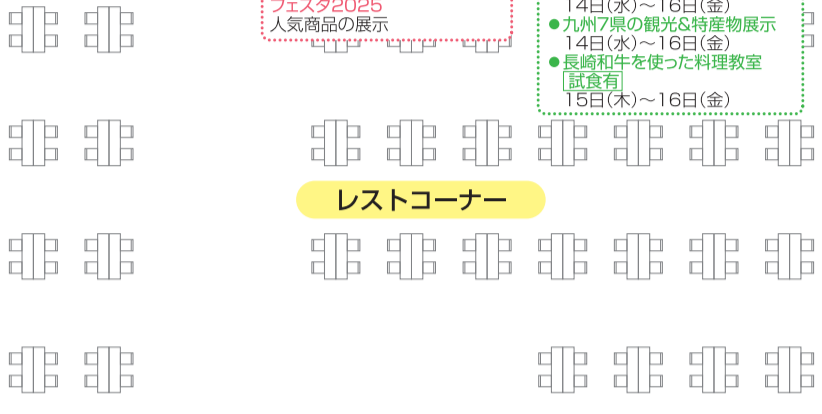 フェスタ2025
人気商品の展示
14日(水)〜16日(金)
●九州7県の観光&特産物展示
14日(水)〜16日(金)
●長崎和牛を使った料理教室
試食有
15日(木)〜16日(金)
レストコーナー